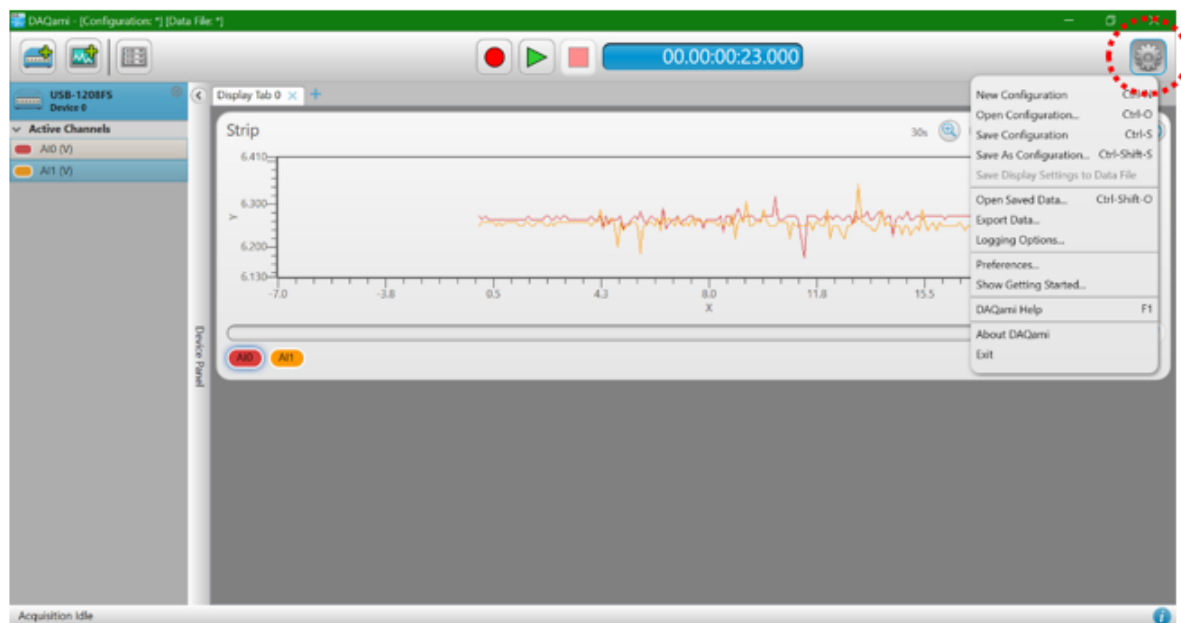 DAQami - [Configuration: *] [Data File: *]
00.00:00:23.000
USB-1208FS
Device 0
Active Channels
AI0 (V)
AI1 (V)
Display Tab 0
Strip
30s
6.410
6.300
6.200
6.130
Y
-7.0 -3.8 0.5 4.3 8.0 11.8 15.5
X
AI0 AI1
Device Panel
New Configuration Ctrl-N
Open Configuration... Ctrl-O
Save Configuration Ctrl-S
Save As Configuration... Ctrl-Shift-S
Save Display Settings to Data File
Open Saved Data... Ctrl-Shift-O
Export Data...
Logging Options...
Preferences...
Show Getting Started...
DAQami Help F1
About DAQami
Exit
Acquisition Idle